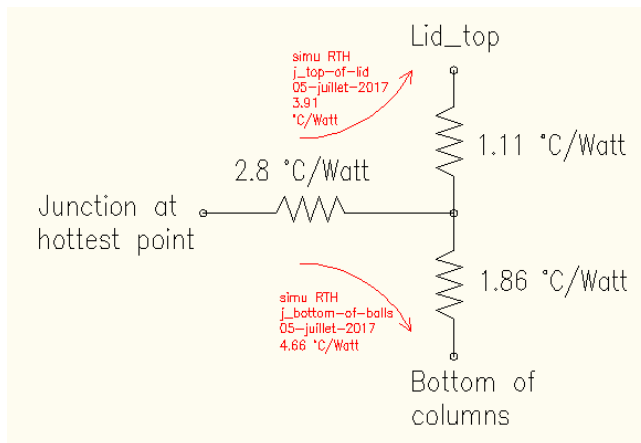 Lid_top
simu RTH
j_top-of-lid
05-juillet-2017
3.91
°C/Watt
1.11 °C/Watt
2.8 °C/Watt
Junction at
hottest point
simu RTH
j_bottom-of-balls
05-juillet-2017
4.66 °C/Watt
1.86 °C/Watt
Bottom of
columns